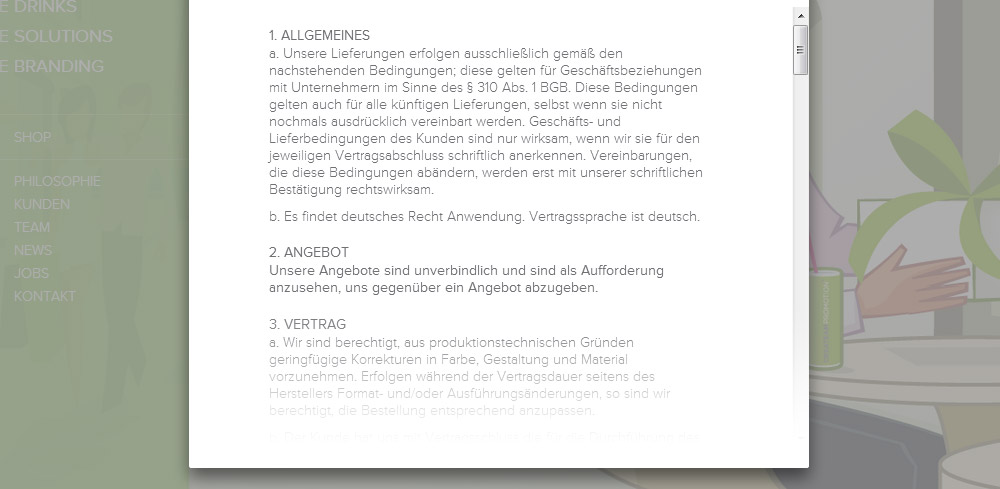 E DRINKS
E SOLUTIONS
E BRANDING
SHOP
PHILOSOPHIE
KUNDEN
TEAM
NEWS
JOBS
KONTAKT
1. ALLGEMEINES
a. Unsere Lieferungen erfolgen ausschließlich gemäß den
nachstehenden Bedingungen; diese gelten für Geschäftsbeziehungen
mit Unternehmern im Sinne des § 310 Abs. 1 BGB. Diese Bedingungen
gelten auch für alle künftigen Lieferungen, selbst wenn sie nicht
nochmals ausdrücklich vereinbart werden. Geschäfts- und
Lieferbedingungen des Kunden sind nur wirksam, wenn wir sie für den
jeweiligen Vertragsabschluss schriftlich anerkennen. Vereinbarungen,
die diese Bedingungen abändern, werden erst mit unserer schriftlichen
Bestätigung rechtswirksam.
b. Es findet deutsches Recht Anwendung. Vertragssprache ist deutsch.
2. ANGEBOT
Unsere Angebote sind unverbindlich und sind als Aufforderung
anzusehen, uns gegenüber ein Angebot abzugeben.
3. VERTRAG
a. Wir sind berechtigt, aus produktionstechnischen Gründen
geringfügige Korrekturen in Farbe, Gestaltung und Material
vorzunehmen. Erfolgen während der Vertragsdauer seitens des
Herstellers Format- und/oder Ausführungsänderungen, so sind wir
berechtigt, die Bestellung entsprechend anzupassen.